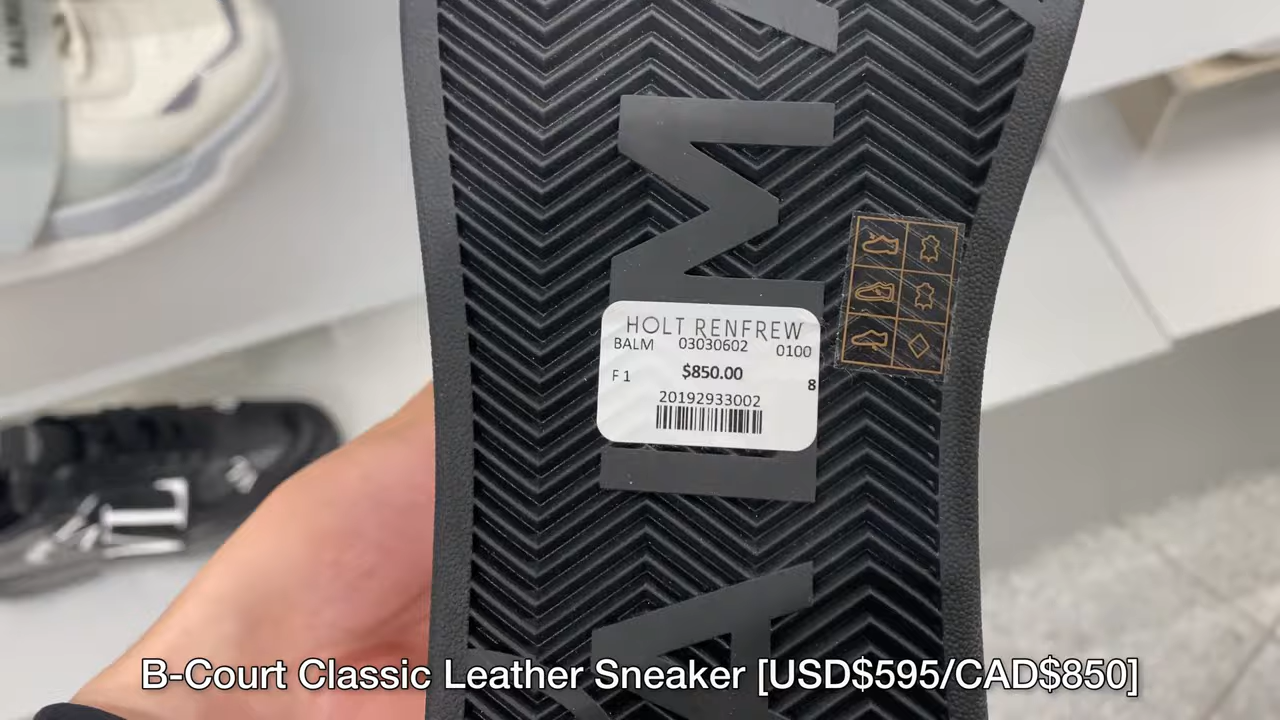 M
HOLT RENFREW
BALM 03030602 0100
$850.00
F 1 8
20192933002
A
B-Court Classic Leather Sneaker [USD$595/CAD$850]